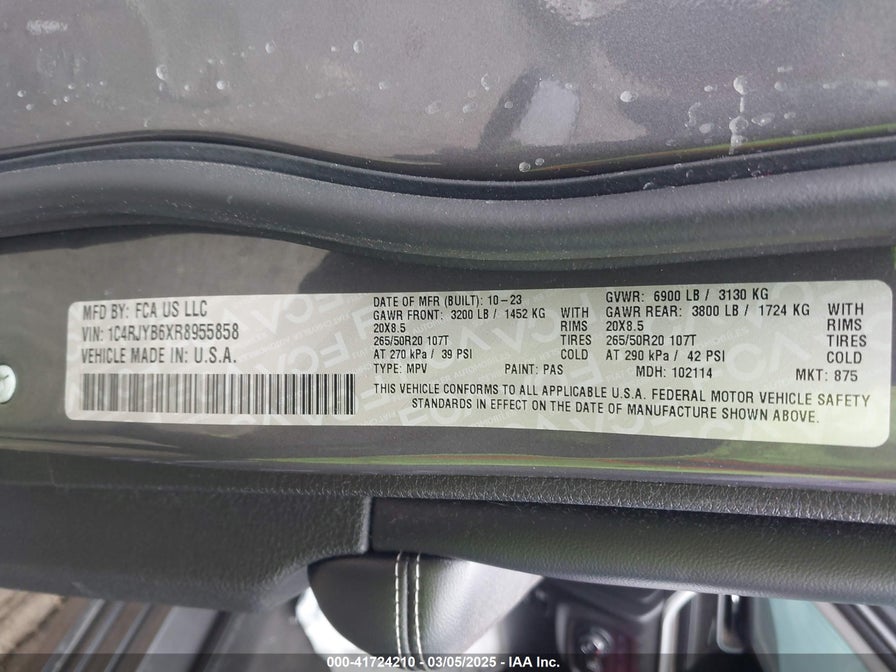 MFD BY: FCA US LLC
VIN: 1C4RJYB6XR8955858
VEHICLE MADE IN: U.S.A.
DATE OF MFR (BUILT): 10-23
GAWR FRONT: 3200 LB / 1452 KG WITH
20X8.5 RIMS
265/50R20 107T TIRES
AT 270 kPa / 39 PSI COLD
TYPE: MPV PAINT: PAS
GVWR: 6900 LB / 3130 KG
GAWR REAR: 3800 LB / 1724 KG WITH
20X8.5 RIMS
265/50R20 107T TIRES
AT 290 kPa / 42 PSI COLD
MDH: 102114 MKT: 875
THIS VEHICLE CONFORMS TO ALL APPLICABLE U.S.A. FEDERAL MOTOR VEHICLE SAFETY
STANDARDS IN EFFECT ON THE DATE OF MANUFACTURE SHOWN ABOVE.
000-41724210 - 03/05/2025 - IAA Inc.